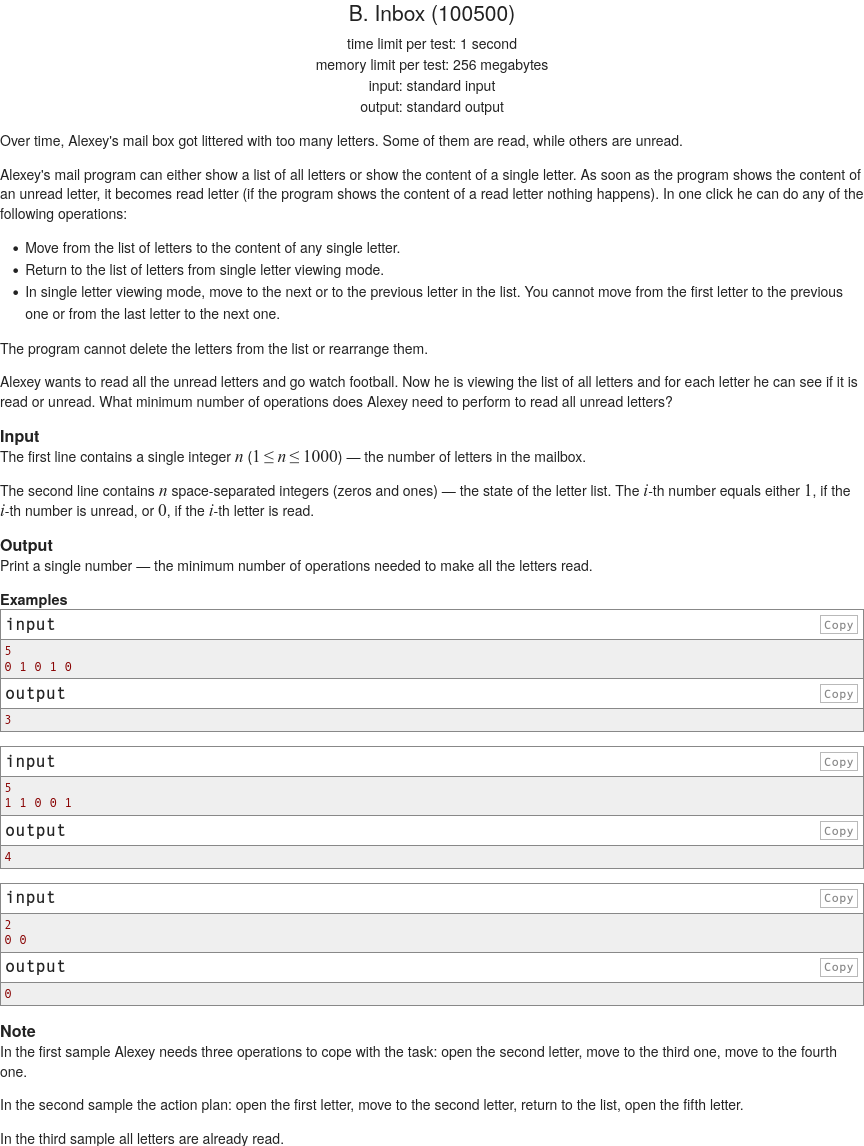 B. Inbox (100500)
time limit per test: 1 second
memory limit per test: 256 megabytes
input: standard input
output: standard output
Over time, Alexey's mail box got littered with too many letters. Some of them are read, while others are unread.
Alexey's mail program can either show a list of all letters or show the content of a single letter. As soon as the program shows the content of
an unread letter, it becomes read letter (if the program shows the content of a read letter nothing happens). In one click he can do any of the
following operations:
• Move from the list of letters to the content of any single letter.
• Return to the list of letters from single letter viewing mode.
• In single letter viewing mode, move to the next or to the previous letter in the list. You cannot move from the first letter to the previous
one or from the last letter to the next one.
The program cannot delete the letters from the list or rearrange them.
Alexey wants to read all the unread letters and go watch football. Now he is viewing the list of all letters and for each letter he can see if it is
read or unread. What minimum number of operations does Alexey need to perform to read all unread letters?
Input
The first line contains a single integer n (1 ≤ n ≤ 1000) — the number of letters in the mailbox.
The second line contains n space-separated integers (zeros and ones) — the state of the letter list. The i-th number equals either 1, if the
i-th number is unread, or 0, if the i-th letter is read.
Output
Print a single number — the minimum number of operations needed to make all the letters read.
Examples
input Copy
5
0 1 0 1 0
output Copy
3
input Copy
5
1 1 0 0 1
output Copy
4
input Copy
2
0 0
output Copy
0
Note
In the first sample Alexey needs three operations to cope with the task: open the second letter, move to the third one, move to the fourth
one.
In the second sample the action plan: open the first letter, move to the second letter, return to the list, open the fifth letter.
In the third sample all letters are already read.